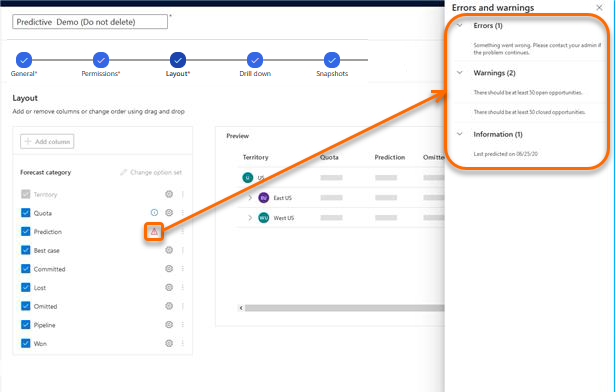 Predictive Demo (Do not delete)
*
General*
Permissions*
Layout*
Drill down
Snapshots
Layout
Add or remove columns or change order using drag and drop
Add column
Forecast category
Change option set
Territory
Quota
Prediction
Best case
Committed
Lost
Omitted
Pipeline
Won
Preview
Territory Quota Prediction Omitte
U US
EU East US
WU West US
Errors and warnings
Errors (1)
Something went wrong. Please contact your admin if
the problem continues.
Warnings (2)
There should be at least 50 open opportunities.
There should be at least 50 closed opportunities.
Information (1)
Last predicted on 06/25/20